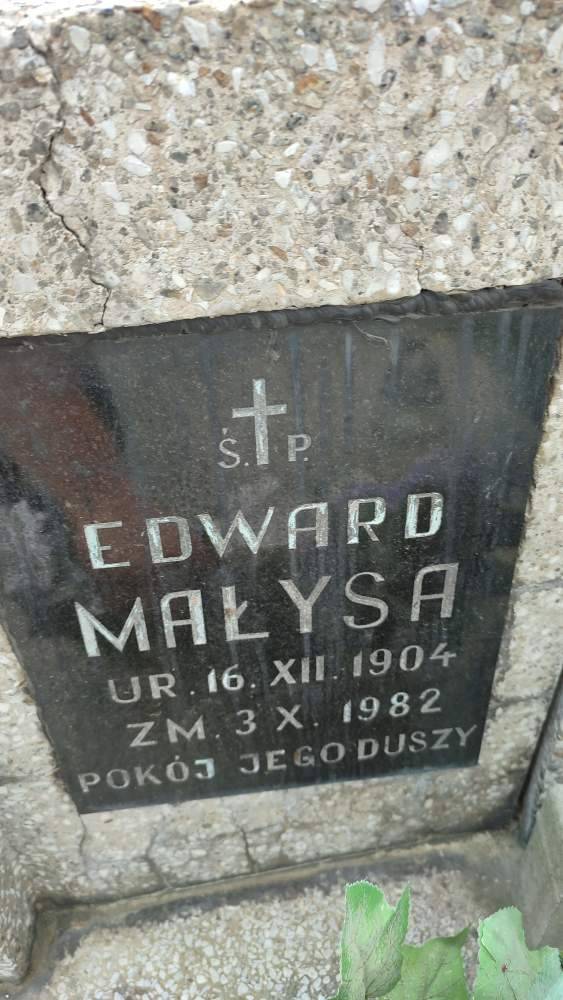 Ś. P.
EDWARD
MAŁYSA
UR. 16. XII. 1904
ZM. 3 X. 1982
POKÓJ JEGO DUSZY